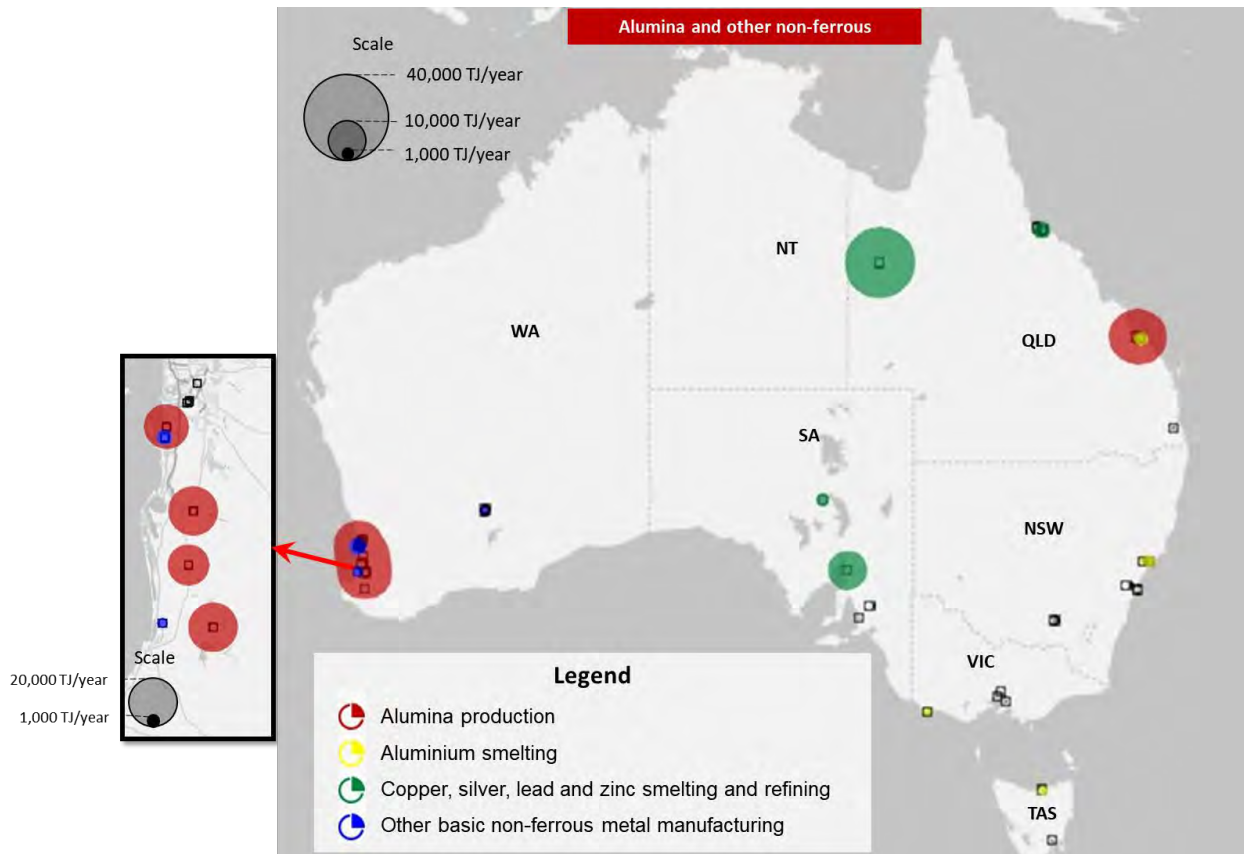 Alumina and other non-ferrous
Scale
40,000 TJ/year
10,000 TJ/year
1,000 TJ/year
NT
WA
QLD
SA
NSW
VIC
TAS
Scale
20,000 TJ/year
1,000 TJ/year
Legend
Alumina production
Aluminium smelting
Copper, silver, lead and zinc smelting and refining
Other basic non-ferrous metal manufacturing